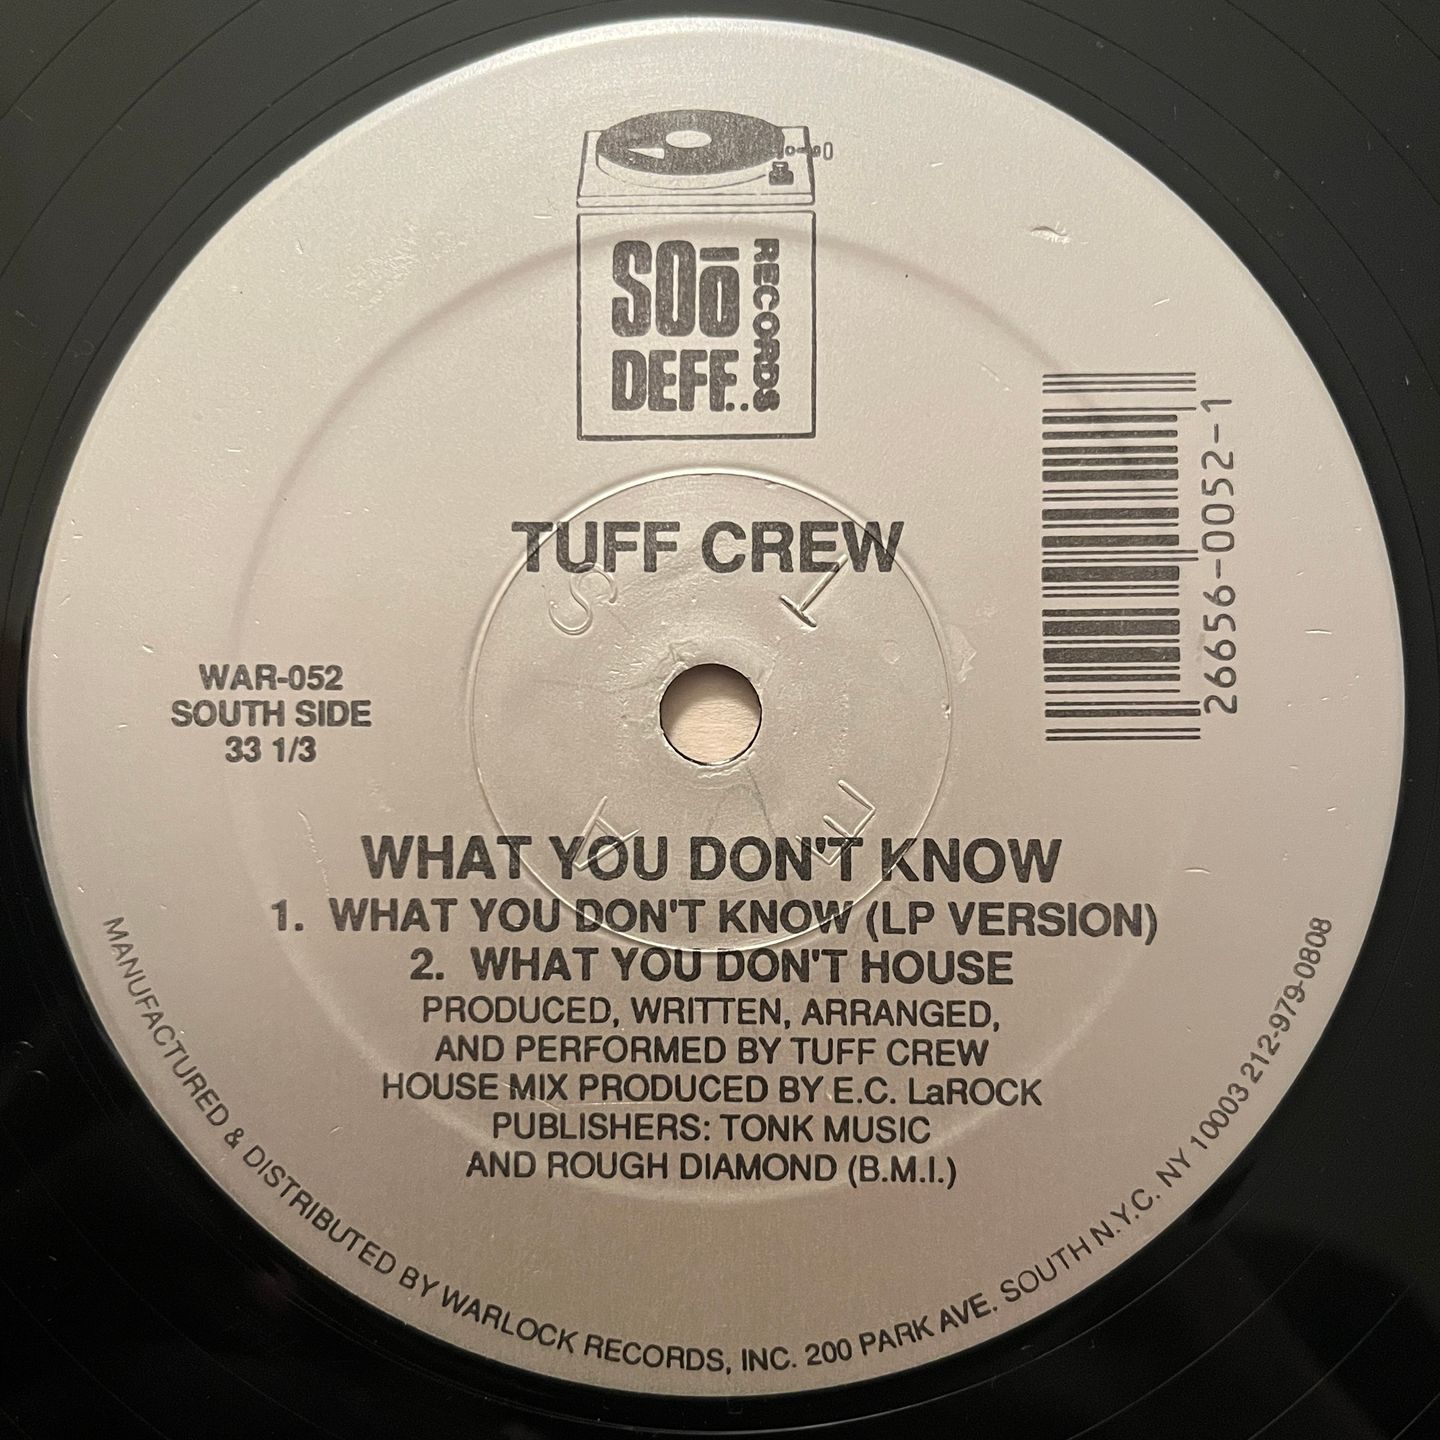 SOō
DEFF..
RECORDS
26656-0052-1
TUFF CREW
S
T
A
E
WAR-052
SOUTH SIDE
33 1/3
WHAT YOU DON'T KNOW
1. WHAT YOU DON'T KNOW (LP VERSION)
2. WHAT YOU DON'T HOUSE
PRODUCED, WRITTEN, ARRANGED,
AND PERFORMED BY TUFF CREW
HOUSE MIX PRODUCED BY E.C. LaROCK
PUBLISHERS: TONK MUSIC
AND ROUGH DIAMOND (B.M.I.)
MANUFACTURED & DISTRIBUTED BY WARLOCK RECORDS, INC. 200 PARK AVE. SOUTH N.Y.C. NY 10003 212-979-0808